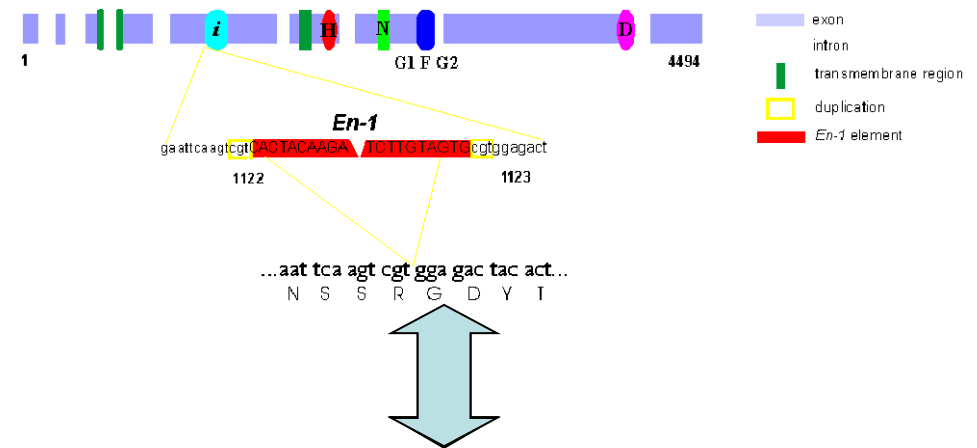 i H N D
G1 F G2
1 4494
exon
intron
transmembrane region
duplication
En-1 element
En-1
gaattcaagtcgtCACTACAAGA TCTTGTAGTGcgtggagact
1122 1123
...aat tca agt cgt gga gac tac act...
N S S R G D Y T